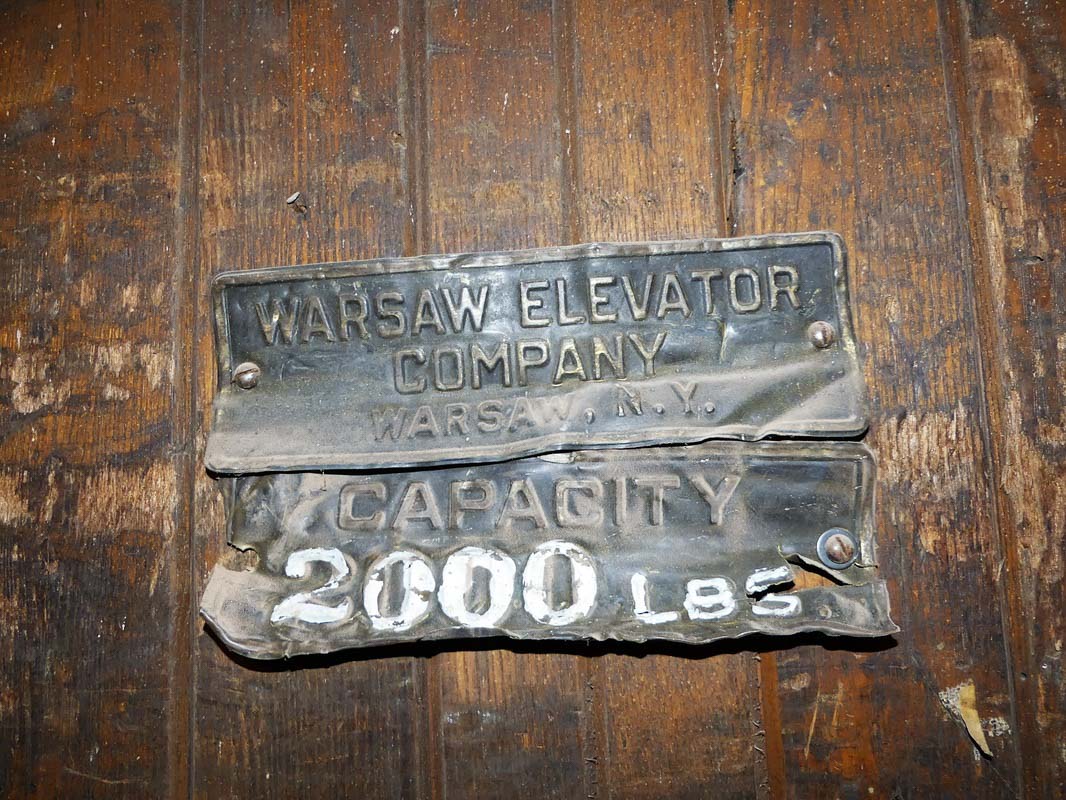 WARSAW ELEVATOR
COMPANY
WARSAW, N.Y.
CAPACITY
2000 LBS